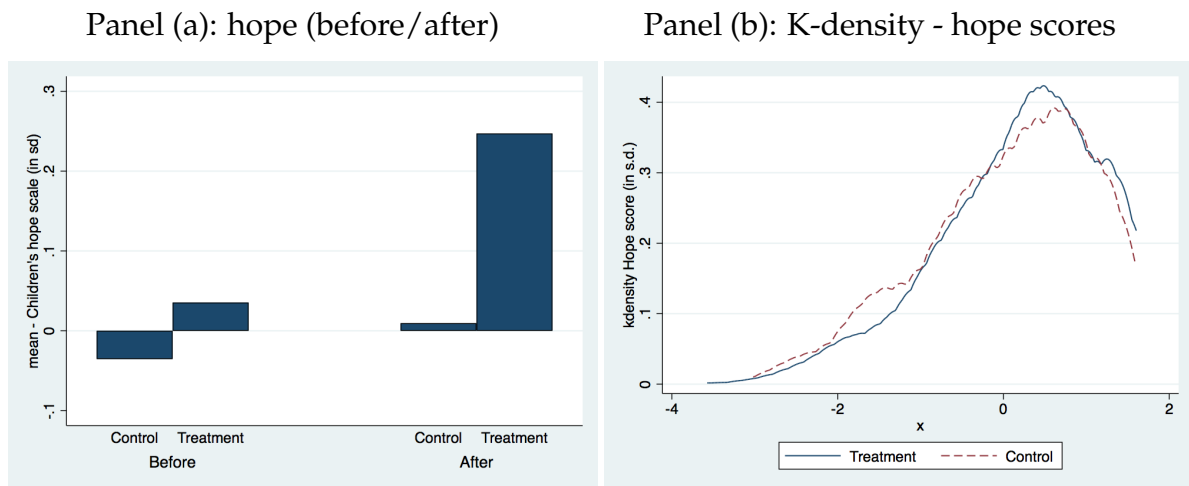 Panel (a): hope (before/after)
mean - Children's hope scale (in sd)
.3
.2
.1
0
-.1
Control Treatment Control Treatment
Before After
Panel (b): K-density - hope scores
kdensity Hope score (in s.d.)
.4
.3
.2
.1
0
-4 -2 0 2
x
Treatment Control